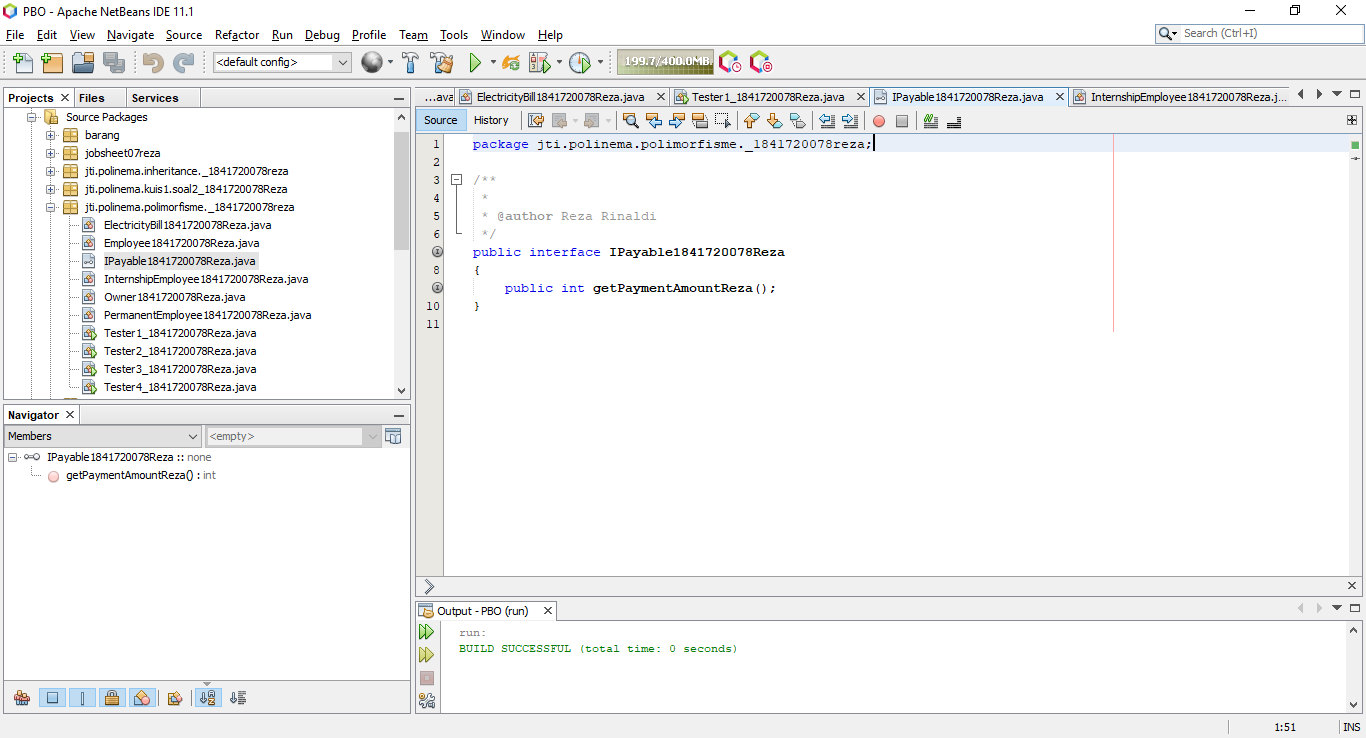 PBO - Apache NetBeans IDE 11.1
File Edit View Navigate Source Refactor Run Debug Profile Team Tools Window Help
Search (Ctrl+I)
<default config>
199.7/400.0MB
Projects Files Services
Source Packages
barang
jobsheet07reza
jti.polinema.inheritance._1841720078reza
jti.polinema.kuis1.soal2_1841720078Reza
jti.polinema.polimorfisme._1841720078reza
ElectricityBill1841720078Reza.java
Employee1841720078Reza.java
IPayable1841720078Reza.java
InternshipEmployee1841720078Reza.java
Owner1841720078Reza.java
PermanentEmployee1841720078Reza.java
Tester1_1841720078Reza.java
Tester2_1841720078Reza.java
Tester3_1841720078Reza.java
Tester4_1841720078Reza.java
Navigator
Members
<empty>
IPayable1841720078Reza :: none
getPaymentAmountReza() : int
...ava ElectricityBill1841720078Reza.java Tester1_1841720078Reza.java IPayable1841720078Reza.java InternshipEmployee1841720078Reza.j...
Source History
1 package jti.polinema.polimorfisme._1841720078reza;
2
3 /**
4 *
5 * @author Reza Rinaldi
6 */
public interface IPayable1841720078Reza
8 {
public int getPaymentAmountReza();
10 }
11
Output - PBO (run)
run:
BUILD SUCCESSFUL (total time: 0 seconds)
1:51 INS